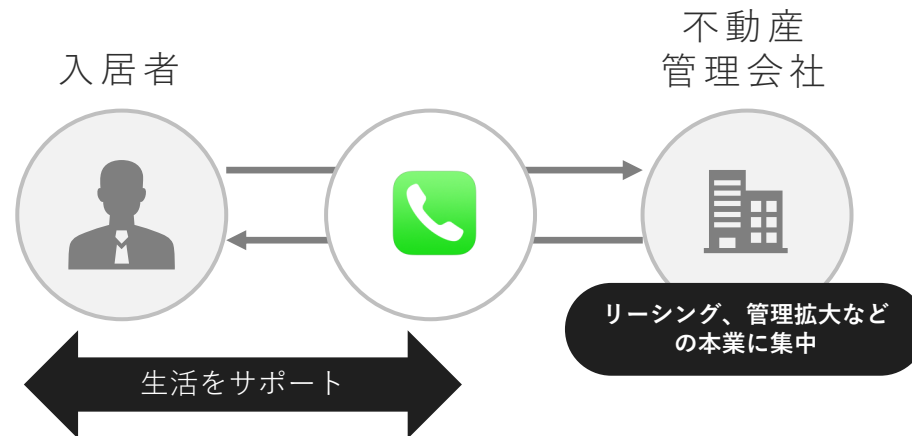 入居者
不動産
管理会社
リーシング、管理拡大など
の本業に集中
生活をサポート